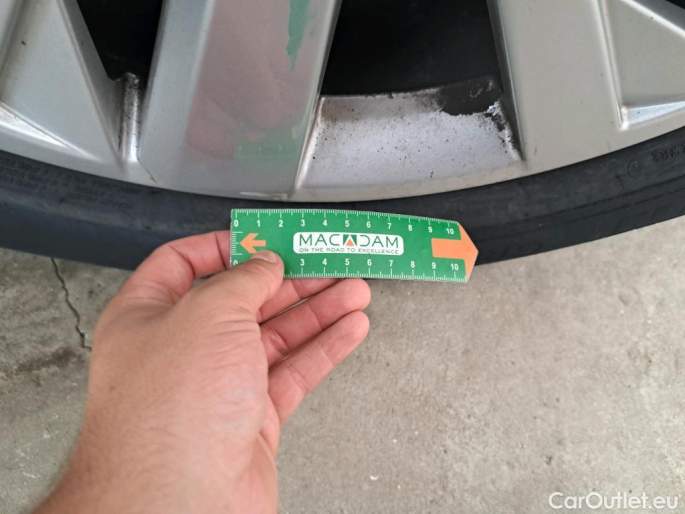 0 1 2 3 4 5 6 7 8 9 10
MACADAM
ON THE ROAD TO EXCELLENCE
0 3 4 5 6 7 8 9 10
CarOutlet.eu